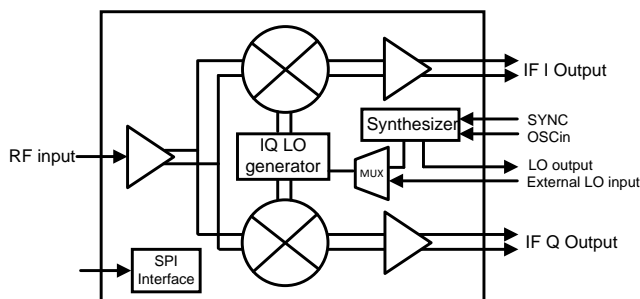 IF I Output
Synthesizer
SYNC
OSCin
RF input
IQ LO
generator
MUX
LO output
External LO input
IF Q Output
SPI
Interface